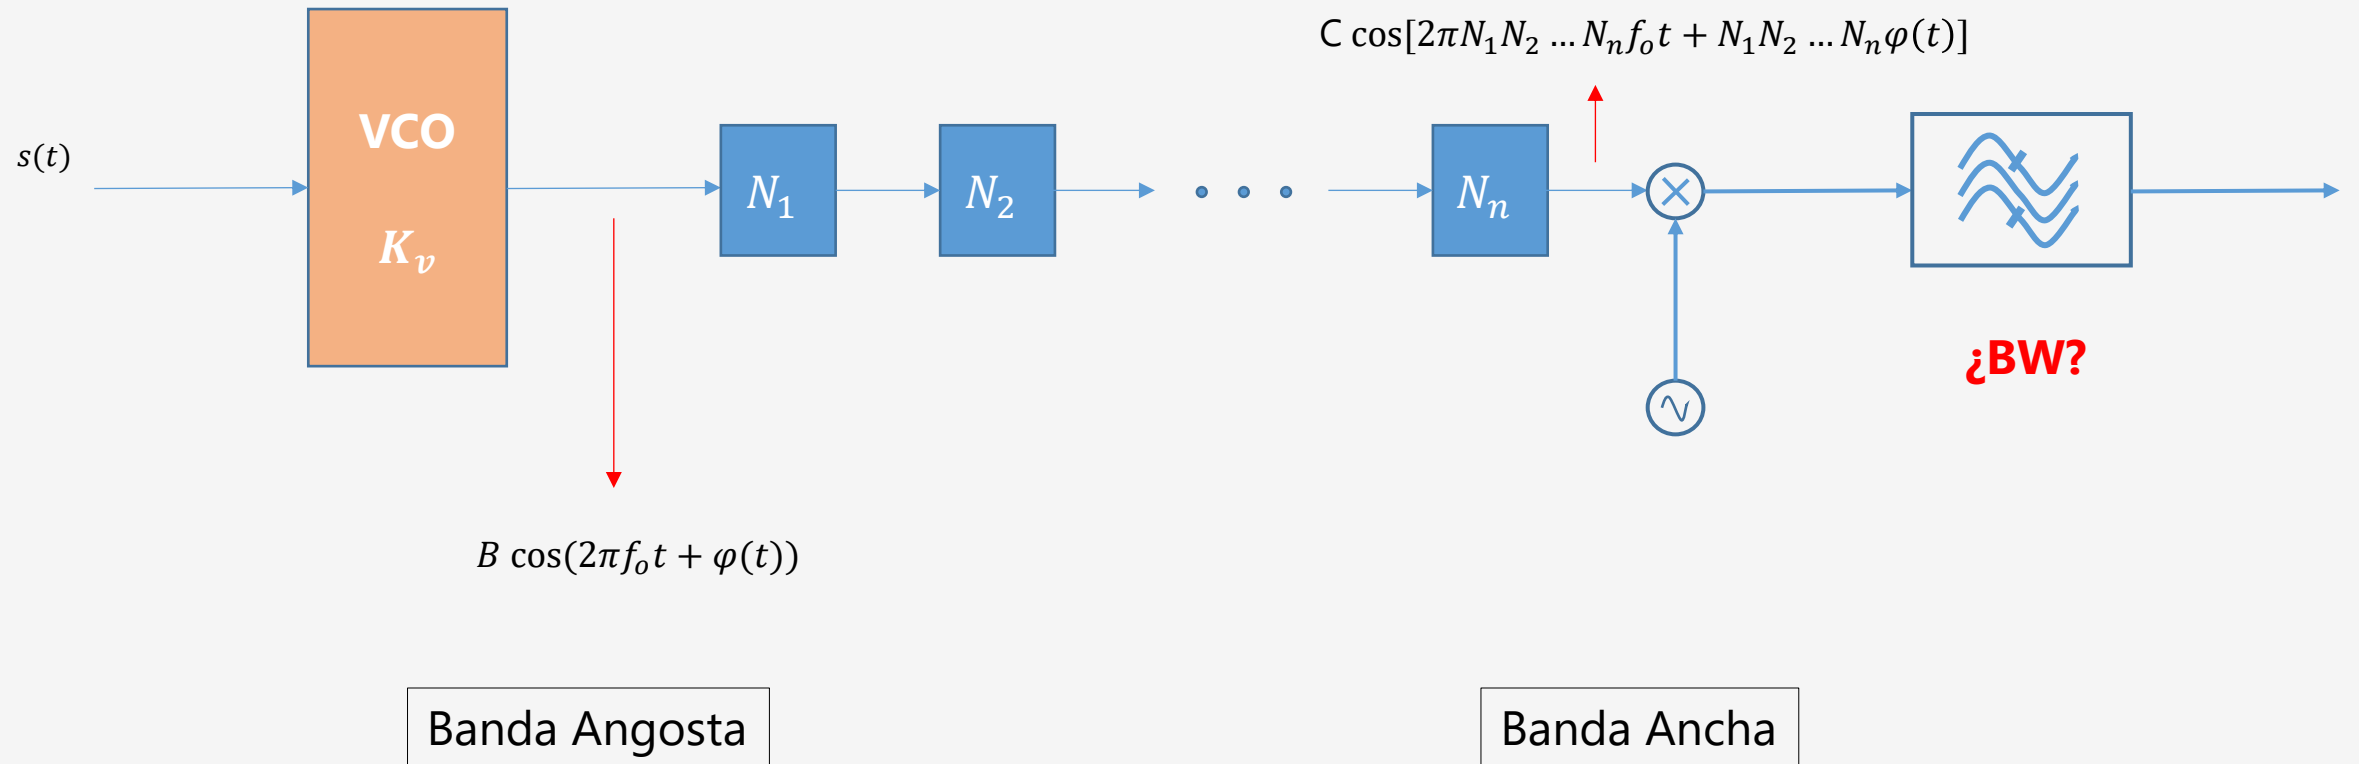 C cos[2πN₁N₂ … Nₙfₒt + N₁N₂ … Nₙφ(t)]
s(t)
VCO
Kᵥ
N₁
N₂
Nₙ
¿BW?
B cos(2πfₒt + φ(t))
Banda Angosta
Banda Ancha